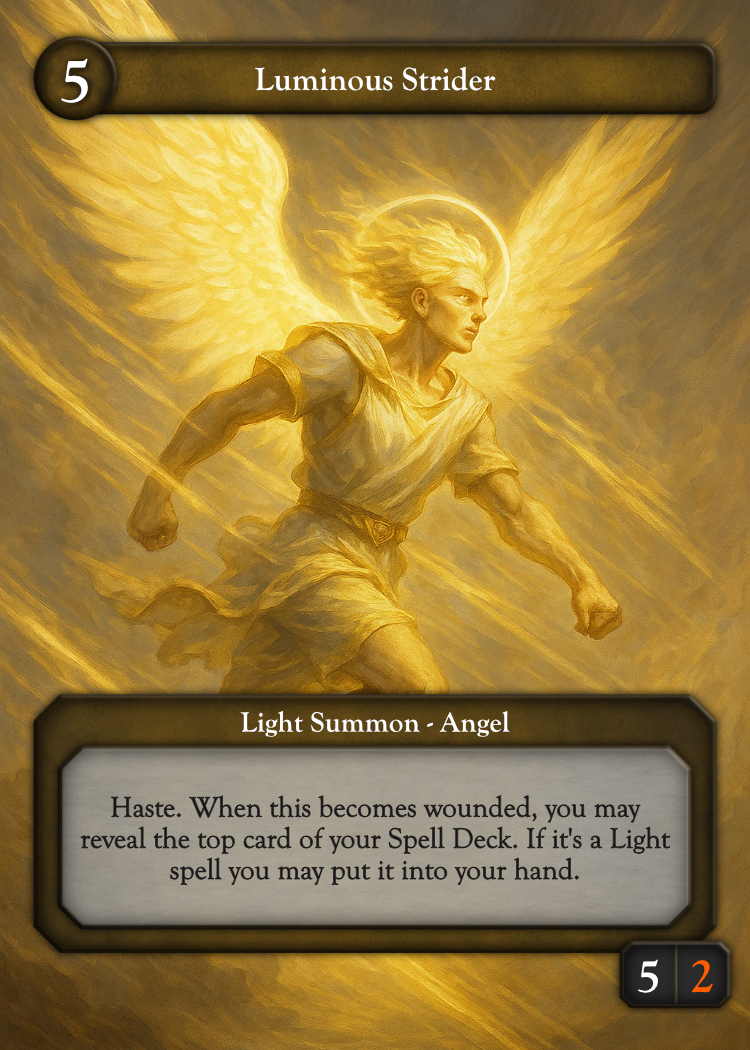 5
Luminous Strider
Light Summon - Angel
Haste. When this becomes wounded, you may
reveal the top card of your Spell Deck. If it's a Light
spell you may put it into your hand.
5 2